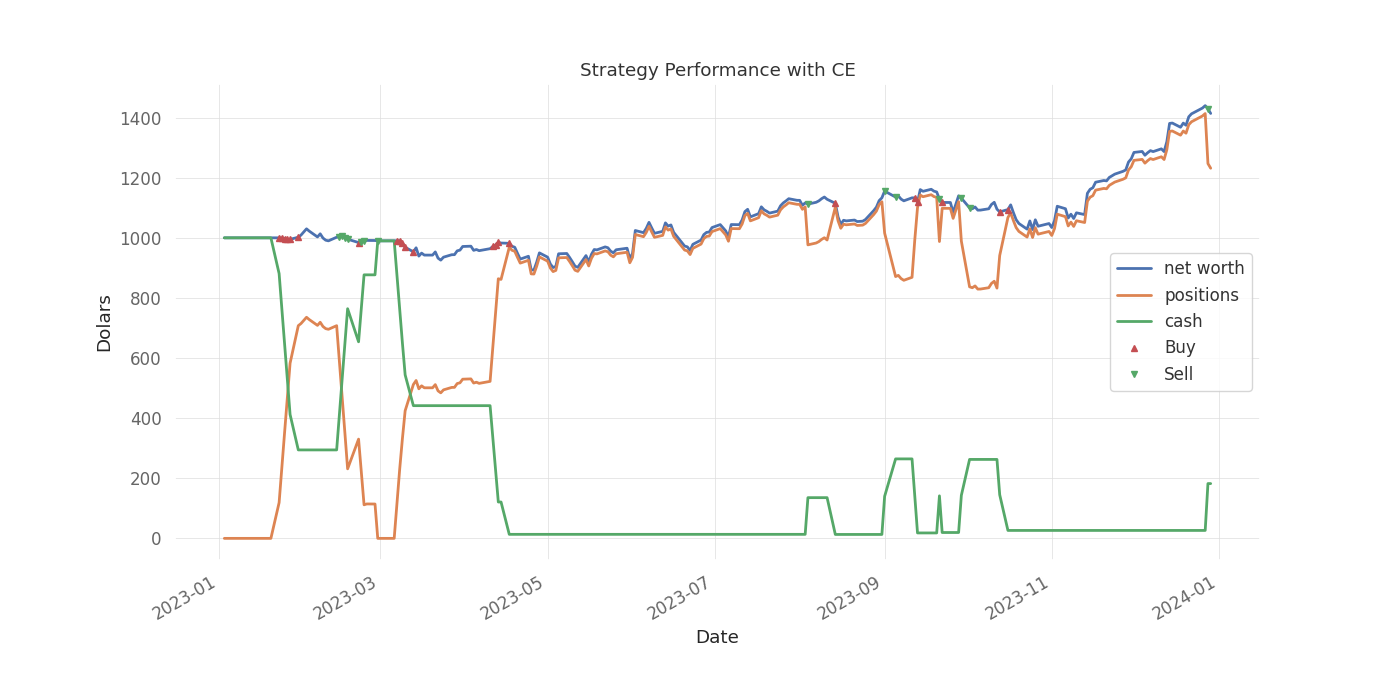 Strategy Performance with CE
1400
1200
1000
800
600
400
200
0
Dolars
net worth
positions
cash
Buy
Sell
2023-01
2023-03
2023-05
2023-07
2023-09
2023-11
2024-01
Date